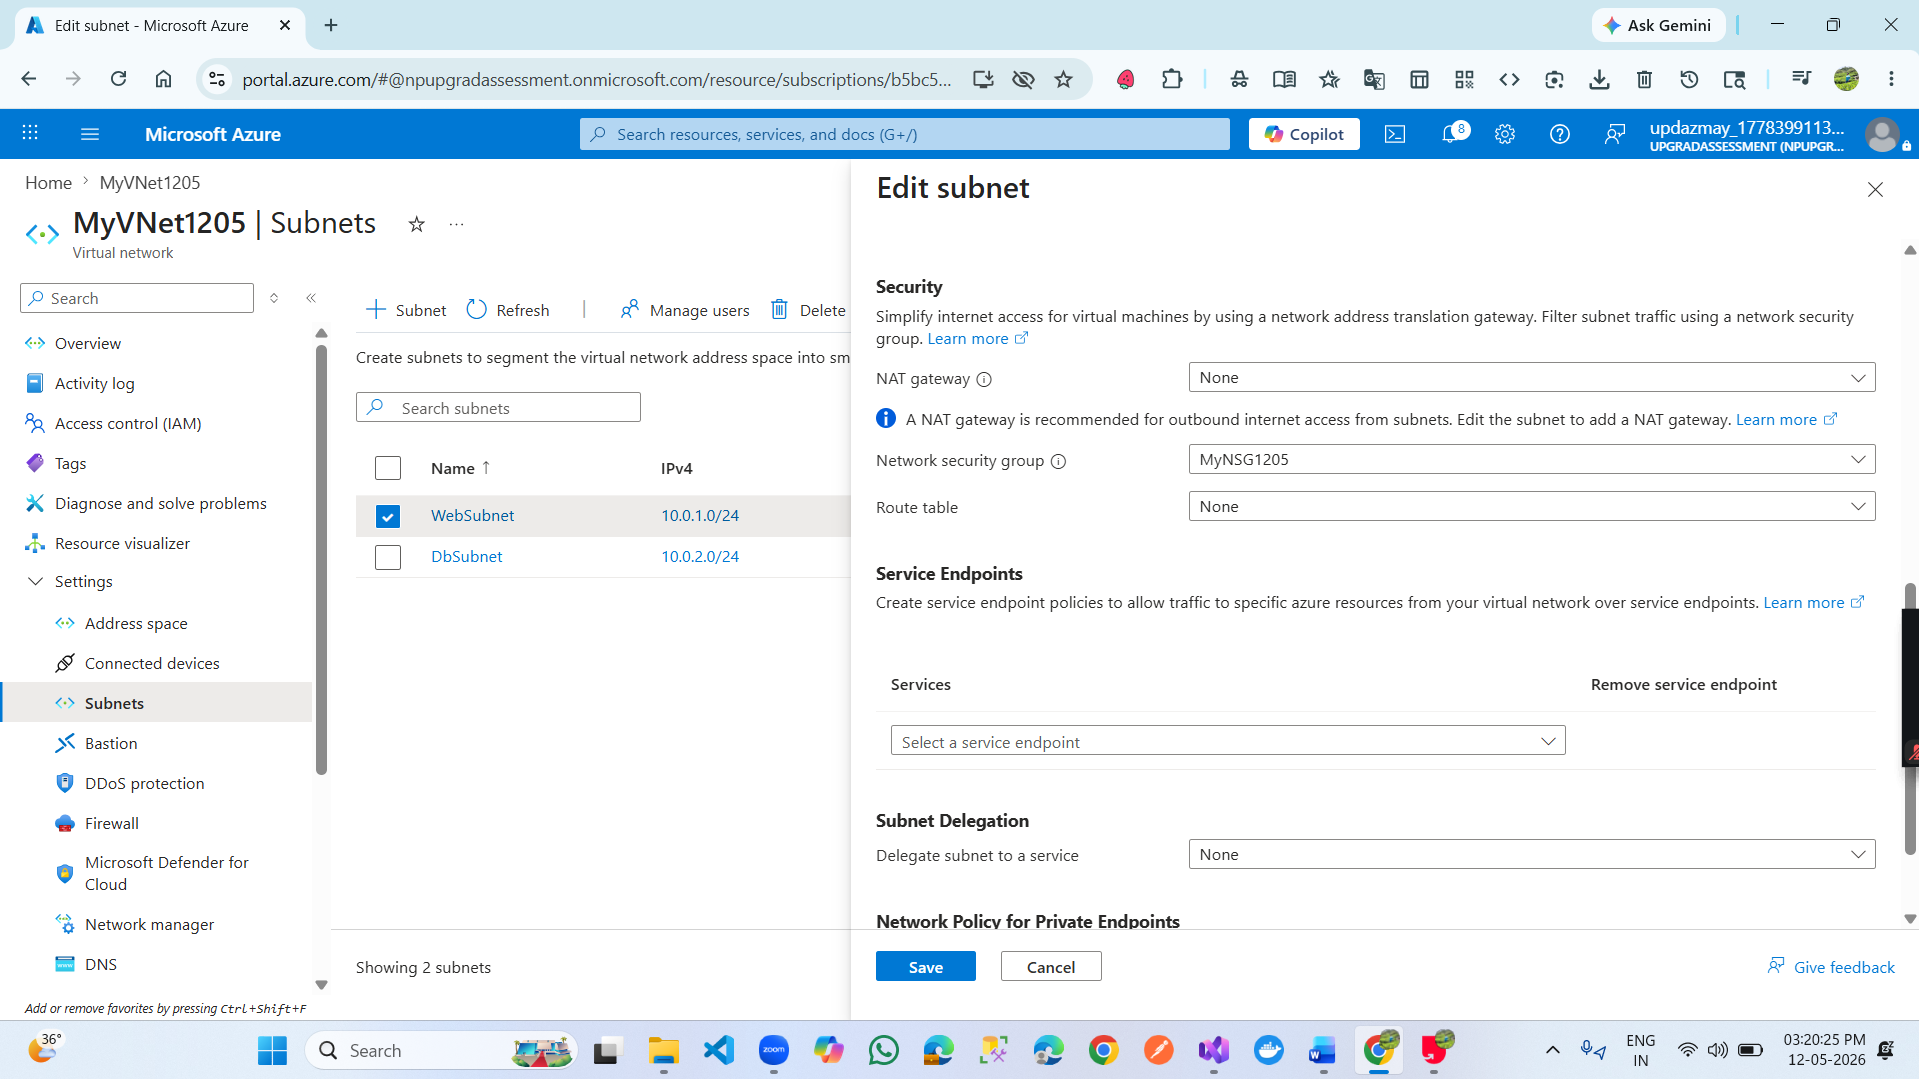 Edit subnet - Microsoft Azure
Ask Gemini
portal.azure.com/#@npupgradassessment.onmicrosoft.com/resource/subscriptions/b5bc5...
Microsoft Azure
Search resources, services, and docs (G+/)
Copilot
8
updazmay_1778399113...
UPGRADASSESSMENT (NPUPGR...
Home > MyVNet1205
MyVNet1205 | Subnets
Virtual network
Search
Overview
Activity log
Access control (IAM)
Tags
Diagnose and solve problems
Resource visualizer
Settings
Address space
Connected devices
Subnets
Bastion
DDoS protection
Firewall
Microsoft Defender for
Cloud
Network manager
DNS
Add or remove favorites by pressing Ctrl+Shift+F
Subnet Refresh Manage users Delete
Create subnets to segment the virtual network address space into sm
Search subnets
Name ↑ IPv4
WebSubnet 10.0.1.0/24
DbSubnet 10.0.2.0/24
Showing 2 subnets
Edit subnet
Security
Simplify internet access for virtual machines by using a network address translation gateway. Filter subnet traffic using a network security
group. Learn more
NAT gateway None
A NAT gateway is recommended for outbound internet access from subnets. Edit the subnet to add a NAT gateway. Learn more
Network security group MyNSG1205
Route table None
Service Endpoints
Create service endpoint policies to allow traffic to specific azure resources from your virtual network over service endpoints. Learn more
Services Remove service endpoint
Select a service endpoint
Subnet Delegation
Delegate subnet to a service None
Network Policy for Private Endpoints
Save Cancel
Give feedback
36°
Search
zoom
ENG
IN
03:20:25 PM
12-05-2026